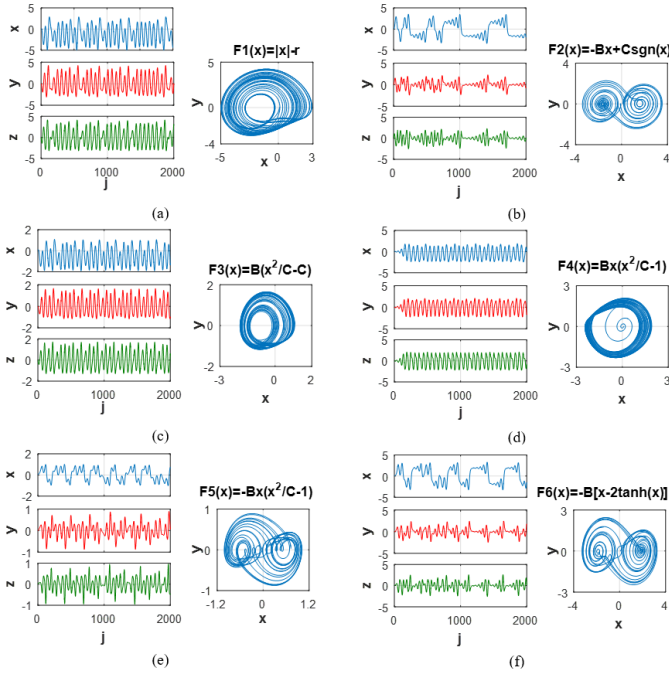 5
x 0
-5
5
y 0
-5
5
z 0
-5
0 1000 2000
j
F1(x)=|x|-r
4
y 0
-4
-5 3
x
(a)
5
x 0
-5
5
y 0
-5
5
z 0
-5
0 1000 2000
j
F2(x)=-Bx+Csgn(x)
4
y 0
-4
-4 0 4
x
(b)
2
x 0
-2
2
y 0
-2
2
z 0
-2
0 1000 2000
j
F3(x)=B(x²/C-C)
2
y 0
-2
-3 0 2
x
(c)
5
x 0
-5
5
y 0
-5
5
z 0
-5
0 1000 2000
j
F4(x)=Bx(x²/C-1)
3
y 0
-3
-3 0 3
x
(d)
2
x 0
-2
1
y 0
-1
1
z 0
1
0 1000 2000
j
F5(x)=-Bx(x²/C-1)
1
y 0
-1
-1.2 0 1.2
x
(e)
5
x 0
-5
5
y 0
-5
5
z 0
-5
0 1000 2000
j
F6(x)=-B[x-2tanh(x)]
3
y 0
-3
-4 0 4
x
(f)